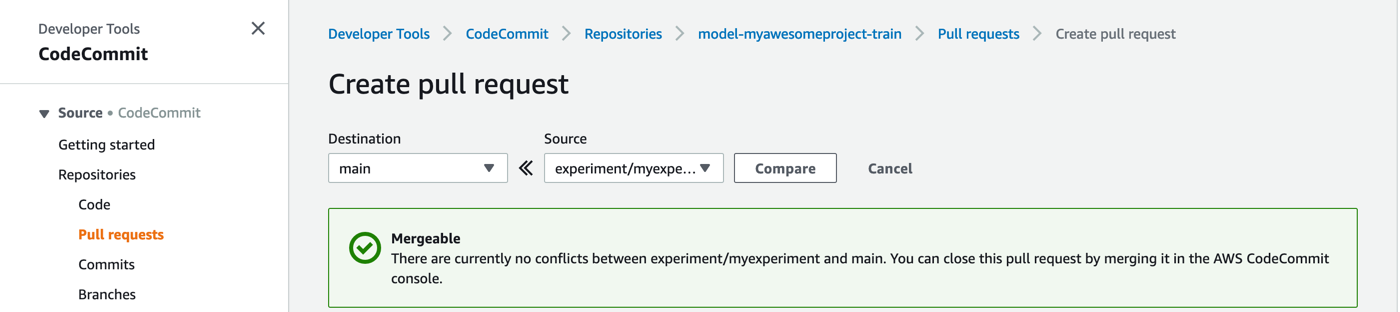 Developer Tools
CodeCommit
Source • CodeCommit
Getting started
Repositories
Code
Pull requests
Commits
Branches
Developer Tools > CodeCommit > Repositories > model-myawesomeproject-train > Pull requests > Create pull request
Create pull request
Destination Source
main experiment/myexpe... Compare Cancel
Mergeable
There are currently no conflicts between experiment/myexperiment and main. You can close this pull request by merging it in the AWS CodeCommit
console.